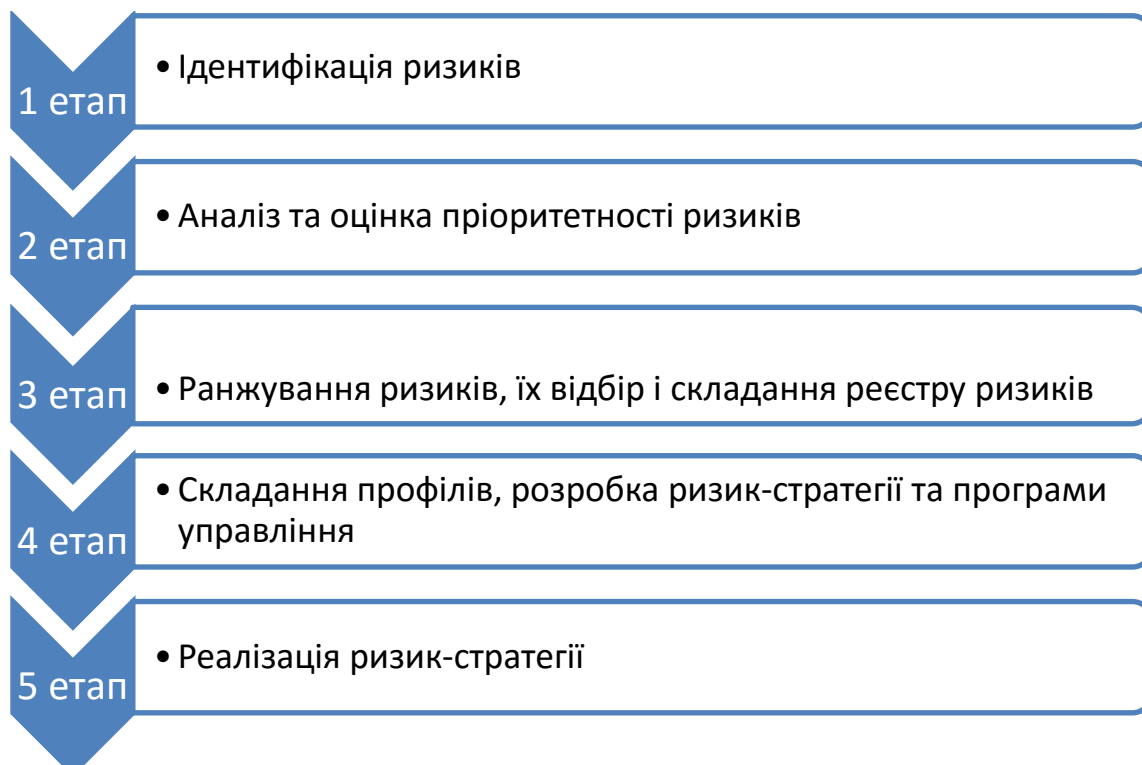 1 етап
• Ідентифікація ризиків
2 етап
• Аналіз та оцінка пріоритетності ризиків
3 етап
• Ранжування ризиків, їх відбір і складання реєстру ризиків
4 етап
• Складання профілів, розробка ризик-стратегії та програми
управління
5 етап
• Реалізація ризик-стратегії